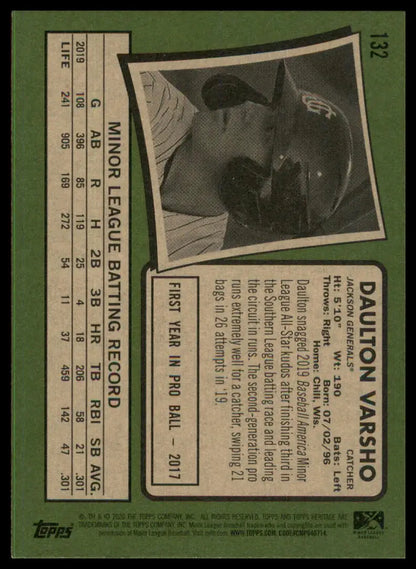 132
DAULTON VARSHO
JACKSON GENERALS® CATCHER
Ht: 5'10" Wt: 190 Bats: Left
Throws: Right Born: 07/02/96
Home: Chili, Wis.
Daulton snagged 2019 Baseball America Minor
League All-Star kudos after finishing third in
the Southern League batting race and leading
the circuit in runs. The second-generation pro
runs extremely well for a catcher, swiping 21
bags in 26 attempts in '19.
FIRST YEAR IN PRO BALL – 2017
MINOR LEAGUE BATTING RECORD
G AB R H 2B 3B HR TB RBI SB AVG.
2019 108 396 85 119 25 4 18 206 58 21 .301
LIFE 241 905 169 272 54 11 37 459 142 47 .301
Topps
®, TM & © 2020 THE TOPPS COMPANY, INC. ALL RIGHTS RESERVED. TOPPS AND TOPPS HERITAGE ARE
TRADEMARKS OF THE TOPPS COMPANY, INC.
WWW.TOPPS.COM
MINOR LEAGUE
BASEBALL